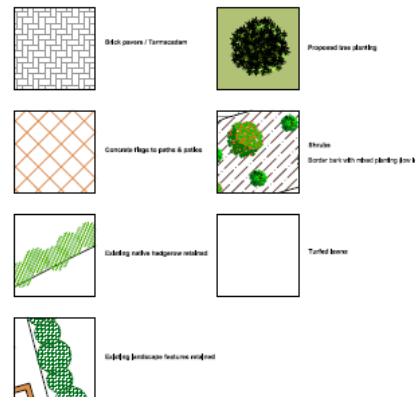 Brick pavers / Tarmacadam
Proposed tree planting
Concrete flags to paths & patios
Shrubs
Border bark with mixed planting (low l
Existing native hedgerow retained
Turfed lawns
Existing landscape features retained